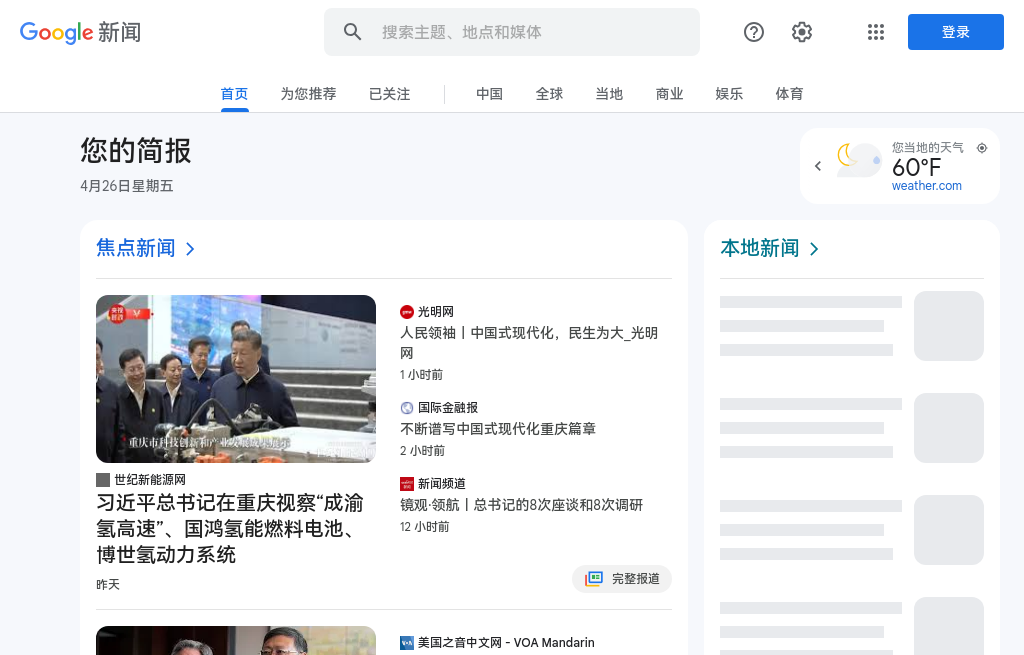 Google 新闻
搜索主题、地点和媒体
登录
首页
为您推荐
已关注
中国
全球
当地
商业
娱乐
体育
您的简报
4月26日星期五
您当地的天气
60°F
weather.com
焦点新闻
本地新闻
重庆市科技创新和产业发展成果展示
世纪新能源网
习近平总书记在重庆视察“成渝
氢高速”、国鸿氢能燃料电池、
博世氢动力系统
昨天
光明网
人民领袖丨中国式现代化，民生为大_光明
网
1 小时前
国际金融报
不断谱写中国式现代化重庆篇章
2 小时前
新闻频道
镜观·领航丨总书记的8次座谈和8次调研
12 小时前
完整报道
VOA
美国之音中文网 - VOA Mandarin